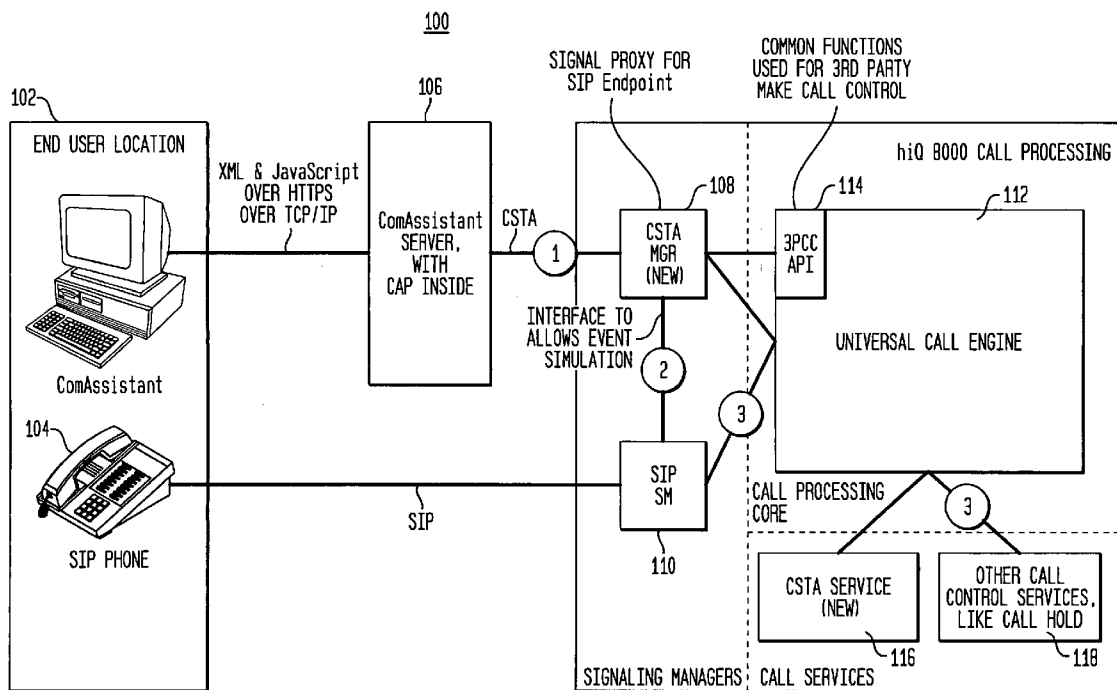 100
SIGNAL PROXY FOR
SIP Endpoint
COMMON FUNCTIONS
USED FOR 3RD PARTY
MAKE CALL CONTROL
102
END USER LOCATION
ComAssistant
104
SIP PHONE
XML & JavaScript
OVER HTTPS
OVER TCP/IP
106
ComAssistant
SERVER,
WITH
CAP INSIDE
CSTA
1
108
CSTA
MGR
(NEW)
INTERFACE TO
ALLOWS EVENT
SIMULATION
2
3
SIP
SM
110
SIP
SIGNALING MANAGERS
hiQ 8000 CALL PROCESSING
114
112
3PCC
API
UNIVERSAL CALL ENGINE
CALL PROCESSING
CORE
3
CSTA SERVICE
(NEW)
116
OTHER CALL
CONTROL SERVICES,
LIKE CALL HOLD
118
CALL SERVICES